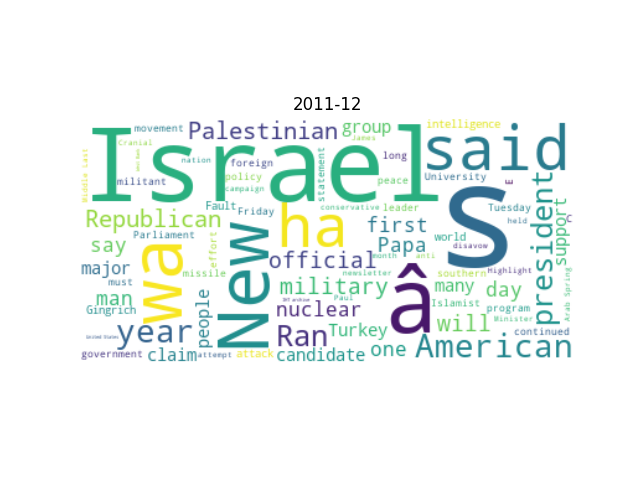 2011-12
movement
Palestinian
group
intelligence
Israel
said
Cranial
James
nation
foreign
long
militant
policy
campaign
statement
peace
University
Middle East
Republican
Fault
Friday
conservative
leader
S
Tuesday
held
president
support
C
say
Parliament
wa
New
ha
first
Papa
world
disavow
effort
official
month
anti
major
missile
newsletter
southern
Highlight
must
man
military
â
many
day
Islamist
program
Arab Spring
Gingrich
people
nuclear
Paul
will
Minister
United States
year
Ran
Turkey
one
American
continued
government
claim
attempt
attack
candidate